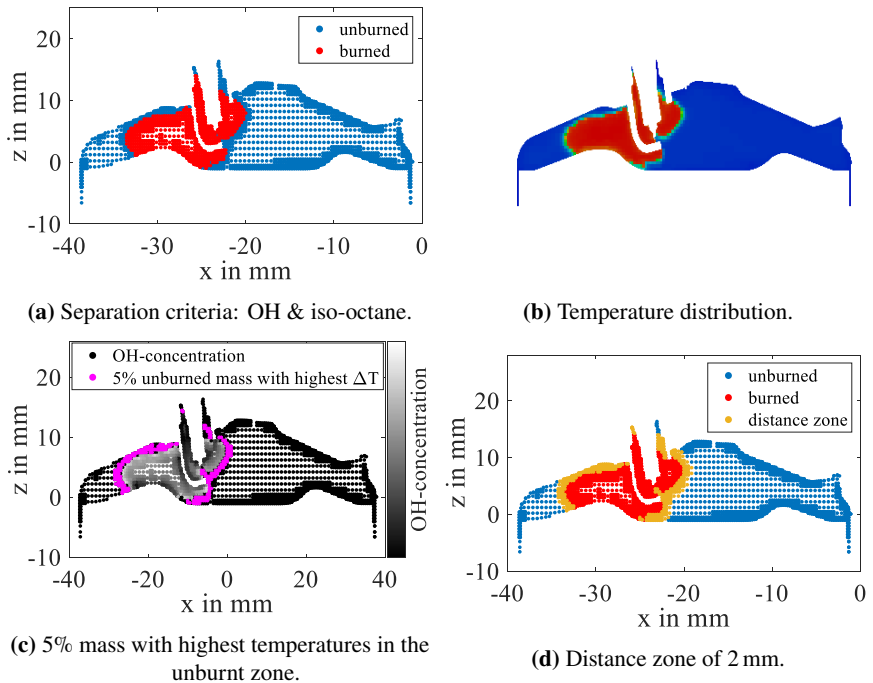 20
10
0
-10
z in mm
-40
-30
-20
-10
0
x in mm
unburned
burned
(a) Separation criteria: OH & iso-octane.
(b) Temperature distribution.
OH-concentration
5% unburned mass with highest ΔT
20
10
0
-10
z in mm
-40
-20
0
20
40
x in mm
OH-concentration
(c) 5% mass with highest temperatures in the
unburnt zone.
unburned
burned
distance zone
20
10
0
-10
z in mm
-40
-30
-20
-10
0
x in mm
(d) Distance zone of 2 mm.